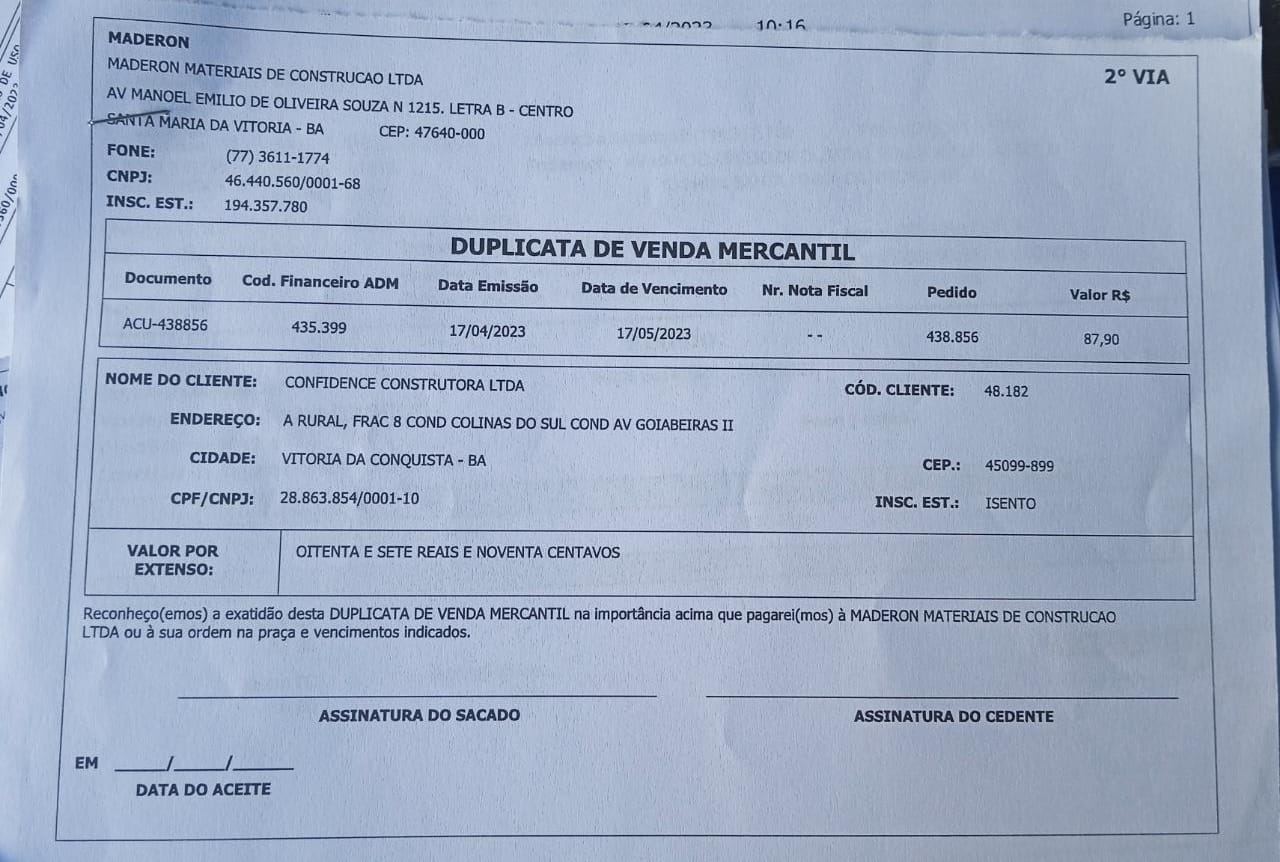 10:16
Página: 1
MADERON
MADERON MATERIAIS DE CONSTRUCAO LTDA
2º VIA
AV MANOEL EMILIO DE OLIVEIRA SOUZA N 1215. LETRA B - CENTRO
SANTA MARIA DA VITORIA - BA CEP: 47640-000
FONE: (77) 3611-1774
CNPJ: 46.440.560/0001-68
INSC. EST.: 194.357.780
DUPLICATA DE VENDA MERCANTIL
Documento Cod. Financeiro ADM Data Emissão Data de Vencimento Nr. Nota Fiscal Pedido Valor R$
ACU-438856 435.399 17/04/2023 17/05/2023 - - 438.856 87,90
NOME DO CLIENTE: CONFIDENCE CONSTRUTORA LTDA CÓD. CLIENTE: 48.182
ENDEREÇO: A RURAL, FRAC 8 COND COLINAS DO SUL COND AV GOIABEIRAS II
CIDADE: VITORIA DA CONQUISTA - BA CEP.: 45099-899
CPF/CNPJ: 28.863.854/0001-10 INSC. EST.: ISENTO
VALOR POR EXTENSO: OITENTA E SETE REAIS E NOVENTA CENTAVOS
Reconheço(emos) a exatidão desta DUPLICATA DE VENDA MERCANTIL na importância acima que pagarei(mos) à MADERON MATERIAIS DE CONSTRUCAO
LTDA ou à sua ordem na praça e vencimentos indicados.
ASSINATURA DO SACADO ASSINATURA DO CEDENTE
EM ____/____/____
DATA DO ACEITE